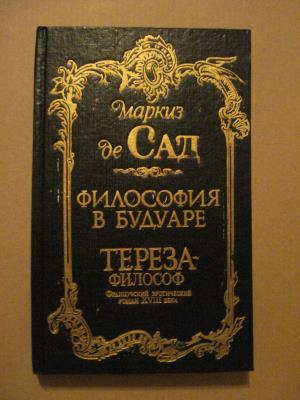 Маркиз
де Сад
Философия
в будуаре
Тереза-
философ
Французский эротический
роман XVIII века